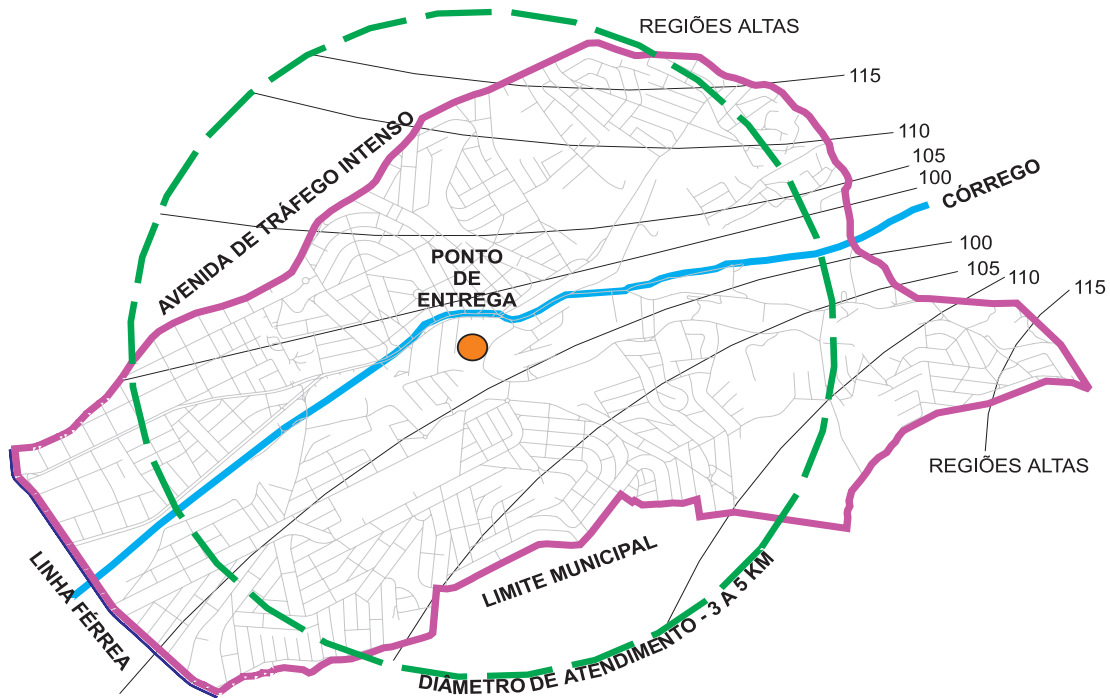 REGIÕES ALTAS
115
110
105
100
CÓRREGO
AVENIDA DE TRÁFEGO INTENSO
PONTO
DE
ENTREGA
100
105
110
115
REGIÕES ALTAS
LIMITE MUNICIPAL
LINHA FÉRREA
DIÂMETRO DE ATENDIMENTO - 3 A 5 KM